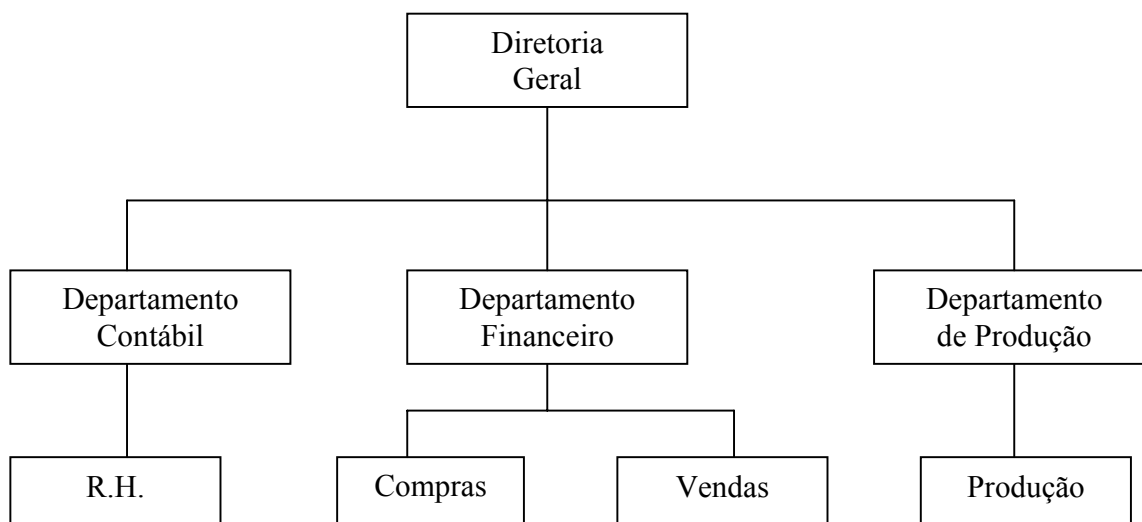 Diretoria
Geral
Departamento
Contábil
Departamento
Financeiro
Departamento
de Produção
R.H.
Compras
Vendas
Produção